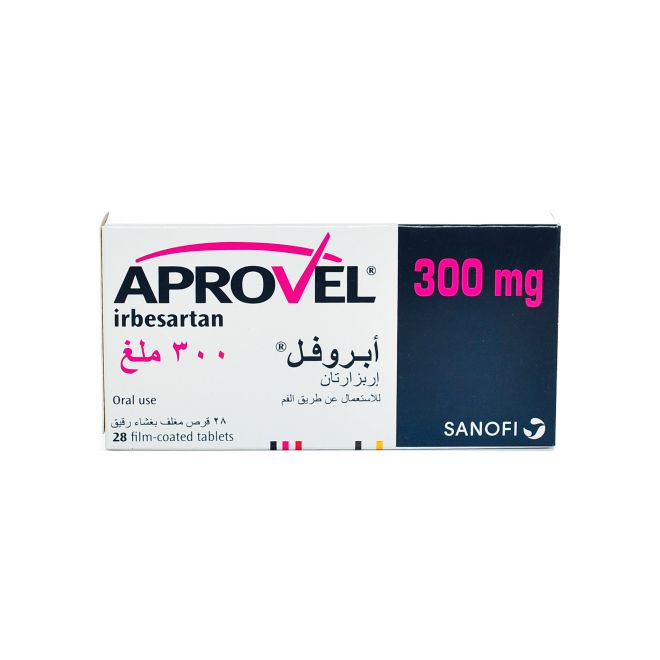 APROVEL®
irbesartan
300 mg
٣٠٠ ملغ
أبروفل®
إربزارتان
Oral use
للاستعمال عن طريق الفم
٢٨ قرص مغلف بغشاء رقيق
28 film-coated tablets
SANOFI